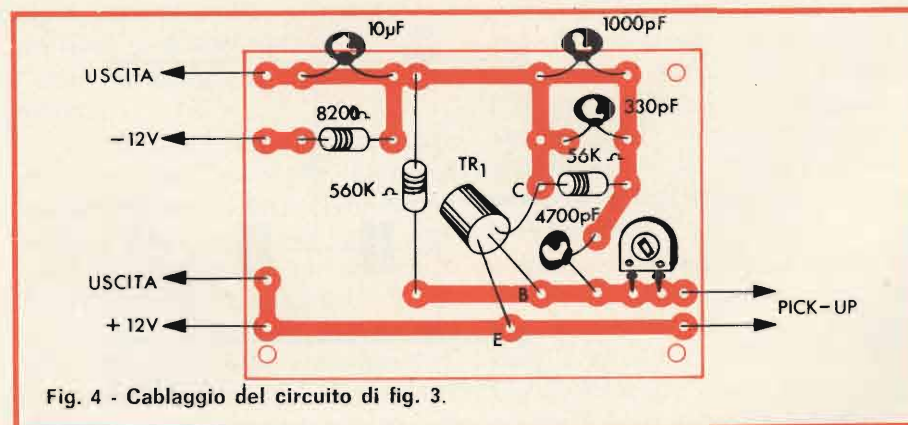 10µF
1000pF
USCITA
8200Ω
330pF
-12V
56K Ω
TR1
560K Ω
C
4700pF
USCITA
B
PICK-UP
+12V
E
Fig. 4 - Cablaggio del circuito di fig. 3.